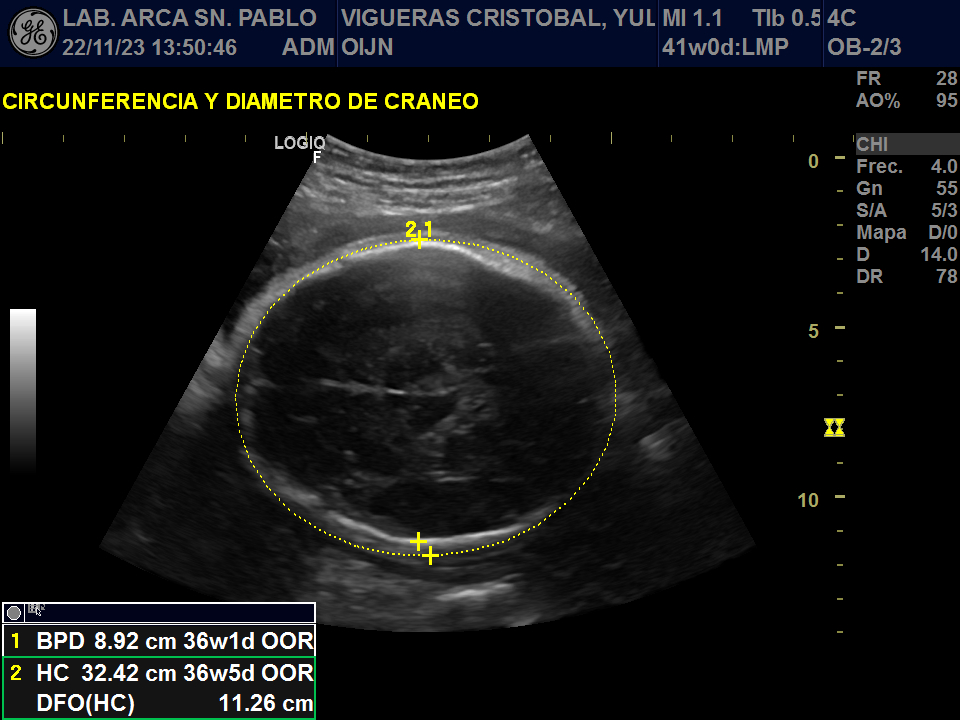 LAB. ARCA SN. PABLO
22/11/23 13:50:46 ADM
VIGUERAS CRISTOBAL, YUL
OIJN
MI 1.1 TIb 0.5
41w0d:LMP
4C
OB-2/3
FR 28
AO% 95
CIRCUNFERENCIA Y DIAMETRO DE CRANEO
LOGIQ
F
CHI
Frec. 4.0
Gn 55
S/A 5/3
Mapa D/0
D 14.0
DR 78
0
5
10
2 1
1 BPD 8.92 cm 36w1d OOR
2 HC 32.42 cm 36w5d OOR
DFO(HC) 11.26 cm